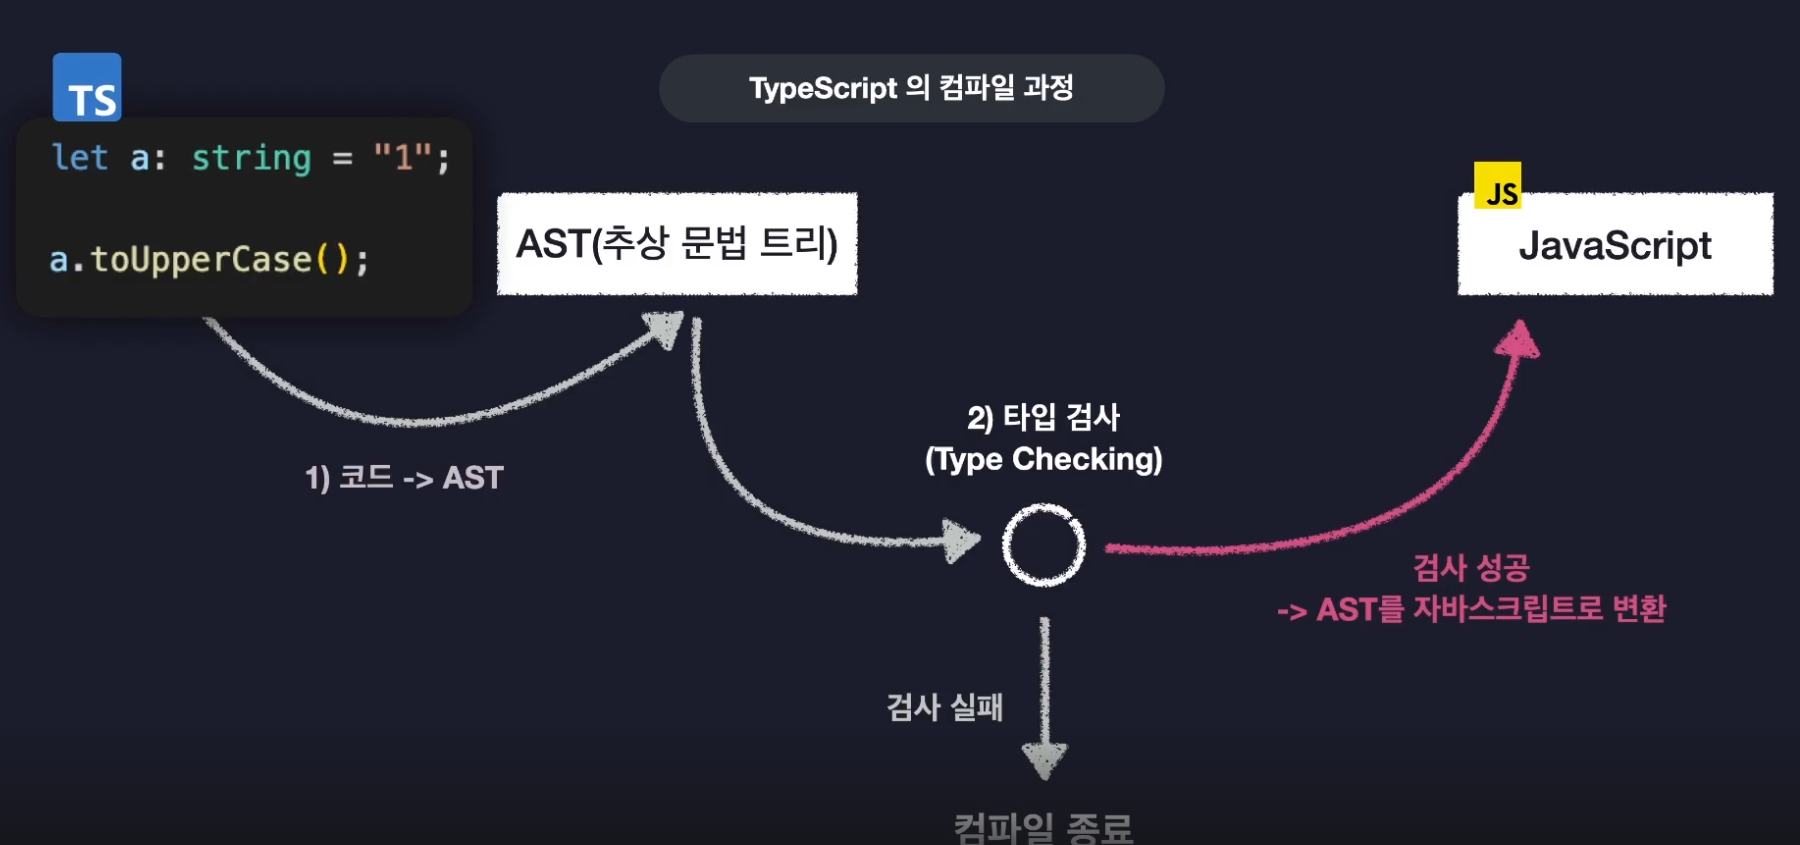 TypeScript 의 컴파일 과정
TS
let a: string = "1";
a.toUpperCase();
AST(추상 문법 트리)
JS
JavaScript
1) 코드 -> AST
2) 타입 검사
(Type Checking)
검사 성공
-> AST를 자바스크립트로 변환
검사 실패
컴파일 종료